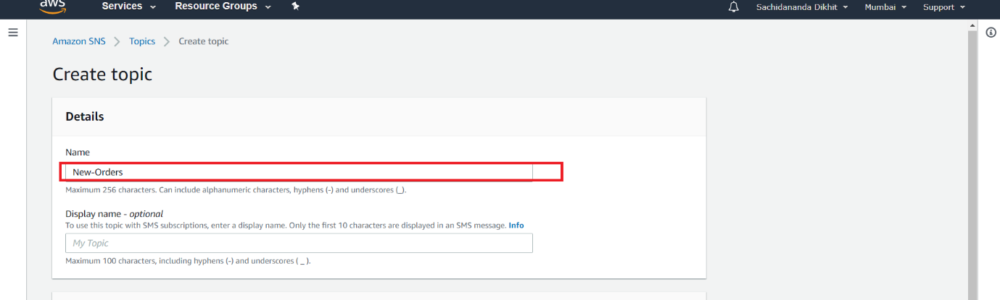 aws Services Resource Groups Sachidananda Dikhit Mumbai Support
Amazon SNS Topics Create topic
Create topic
Details
Name
New-Orders
Maximum 256 characters. Can include alphanumeric characters, hyphens (-) and underscores (_).
Display name - optional
To use this topic with SMS subscriptions, enter a display name. Only the first 10 characters are displayed in an SMS message. Info
My Topic
Maximum 100 characters, including hyphens (-) and underscores ( _ ).